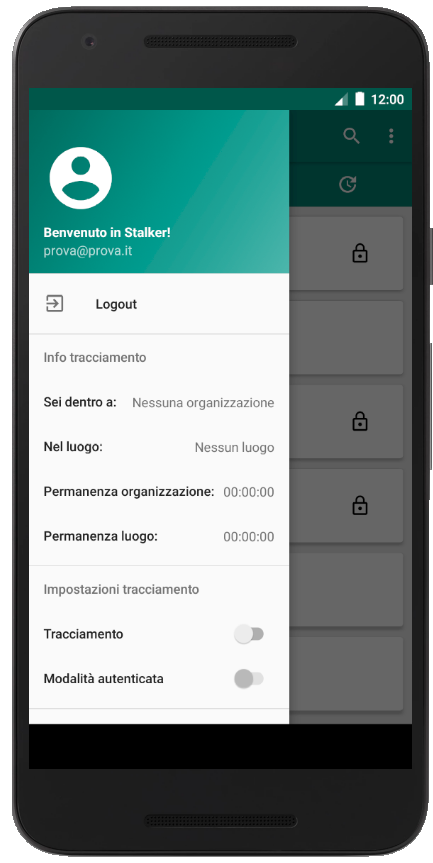 12:00
Benvenuto in Stalker!
prova@prova.it
Logout
Info tracciamento
Sei dentro a: Nessuna organizzazione
Nel luogo: Nessun luogo
Permanenza organizzazione: 00:00:00
Permanenza luogo: 00:00:00
Impostazioni tracciamento
Tracciamento
Modalità autenticata